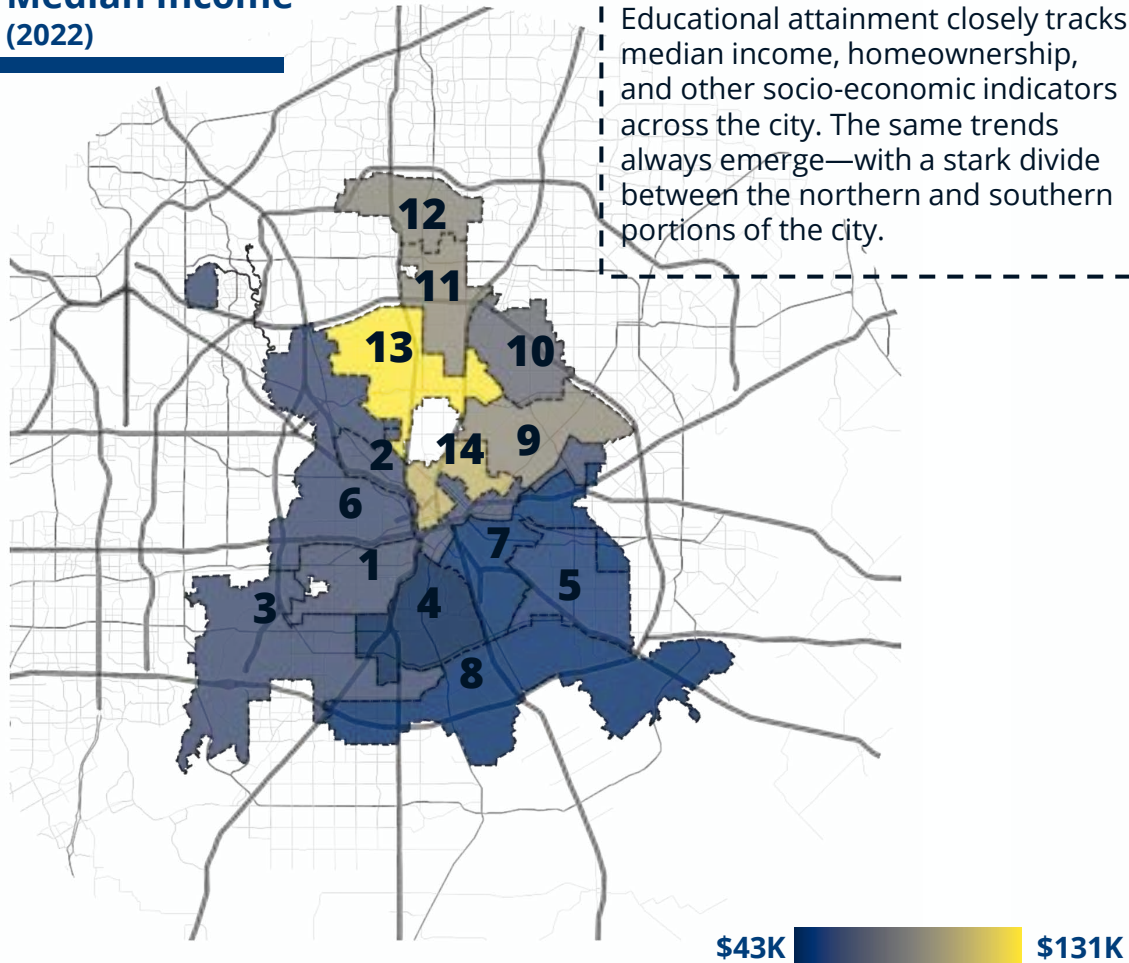 Median Income
(2022)
Educational attainment closely tracks
median income, homeownership,
and other socio-economic indicators
across the city. The same trends
always emerge—with a stark divide
between the northern and southern
portions of the city.
12
11
13
10
9
14
2
6
7
1
5
3
4
8
$43K
$131K